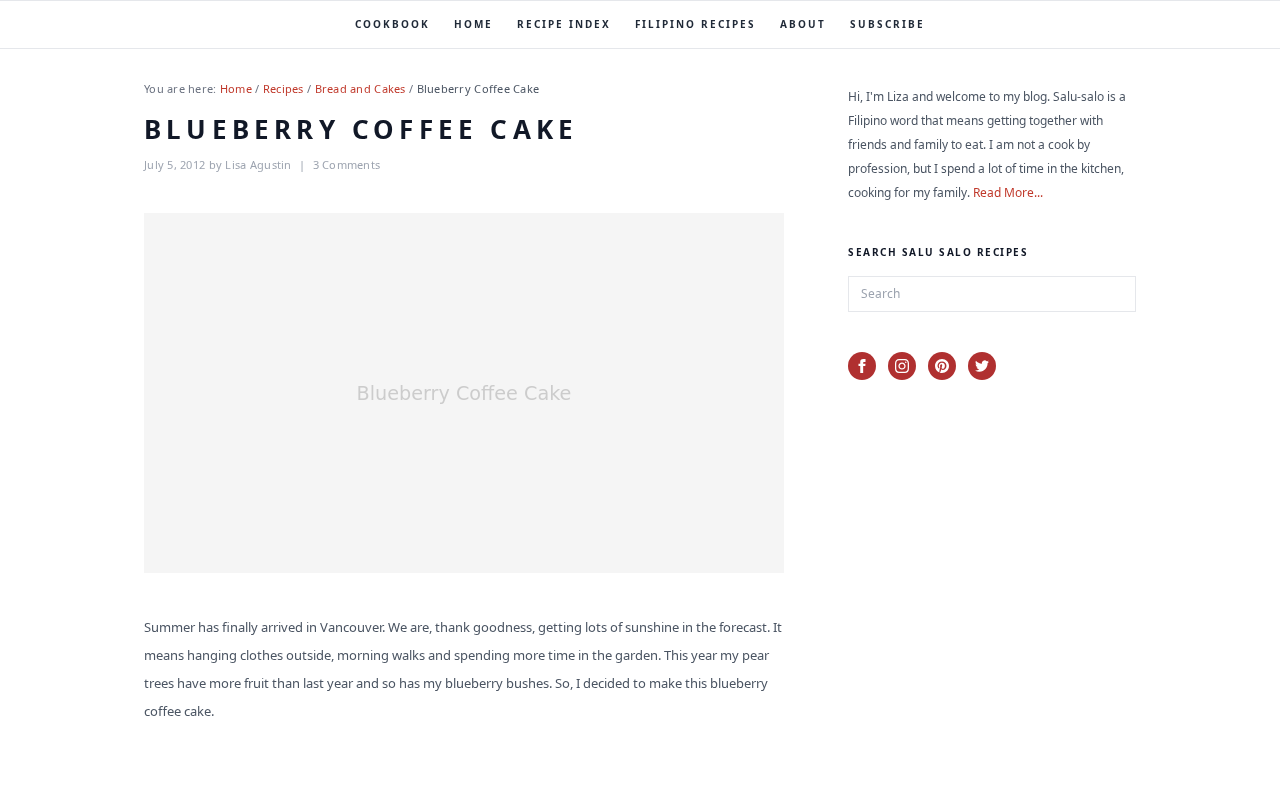 COOKBOOK HOME RECIPE INDEX FILIPINO RECIPES ABOUT SUBSCRIBE
You are here: Home / Recipes / Bread and Cakes / Blueberry Coffee Cake
BLUEBERRY COFFEE CAKE
July 5, 2012 by Lisa Agustin | 3 Comments
Blueberry Coffee Cake
Summer has finally arrived in Vancouver. We are, thank goodness, getting lots of sunshine in the forecast. It
means hanging clothes outside, morning walks and spending more time in the garden. This year my pear
trees have more fruit than last year and so has my blueberry bushes. So, I decided to make this blueberry
coffee cake.
Hi, I'm Liza and welcome to my blog. Salu-salo is a
Filipino word that means getting together with
friends and family to eat. I am not a cook by
profession, but I spend a lot of time in the kitchen,
cooking for my family. Read More...
SEARCH SALU SALO RECIPES
Search